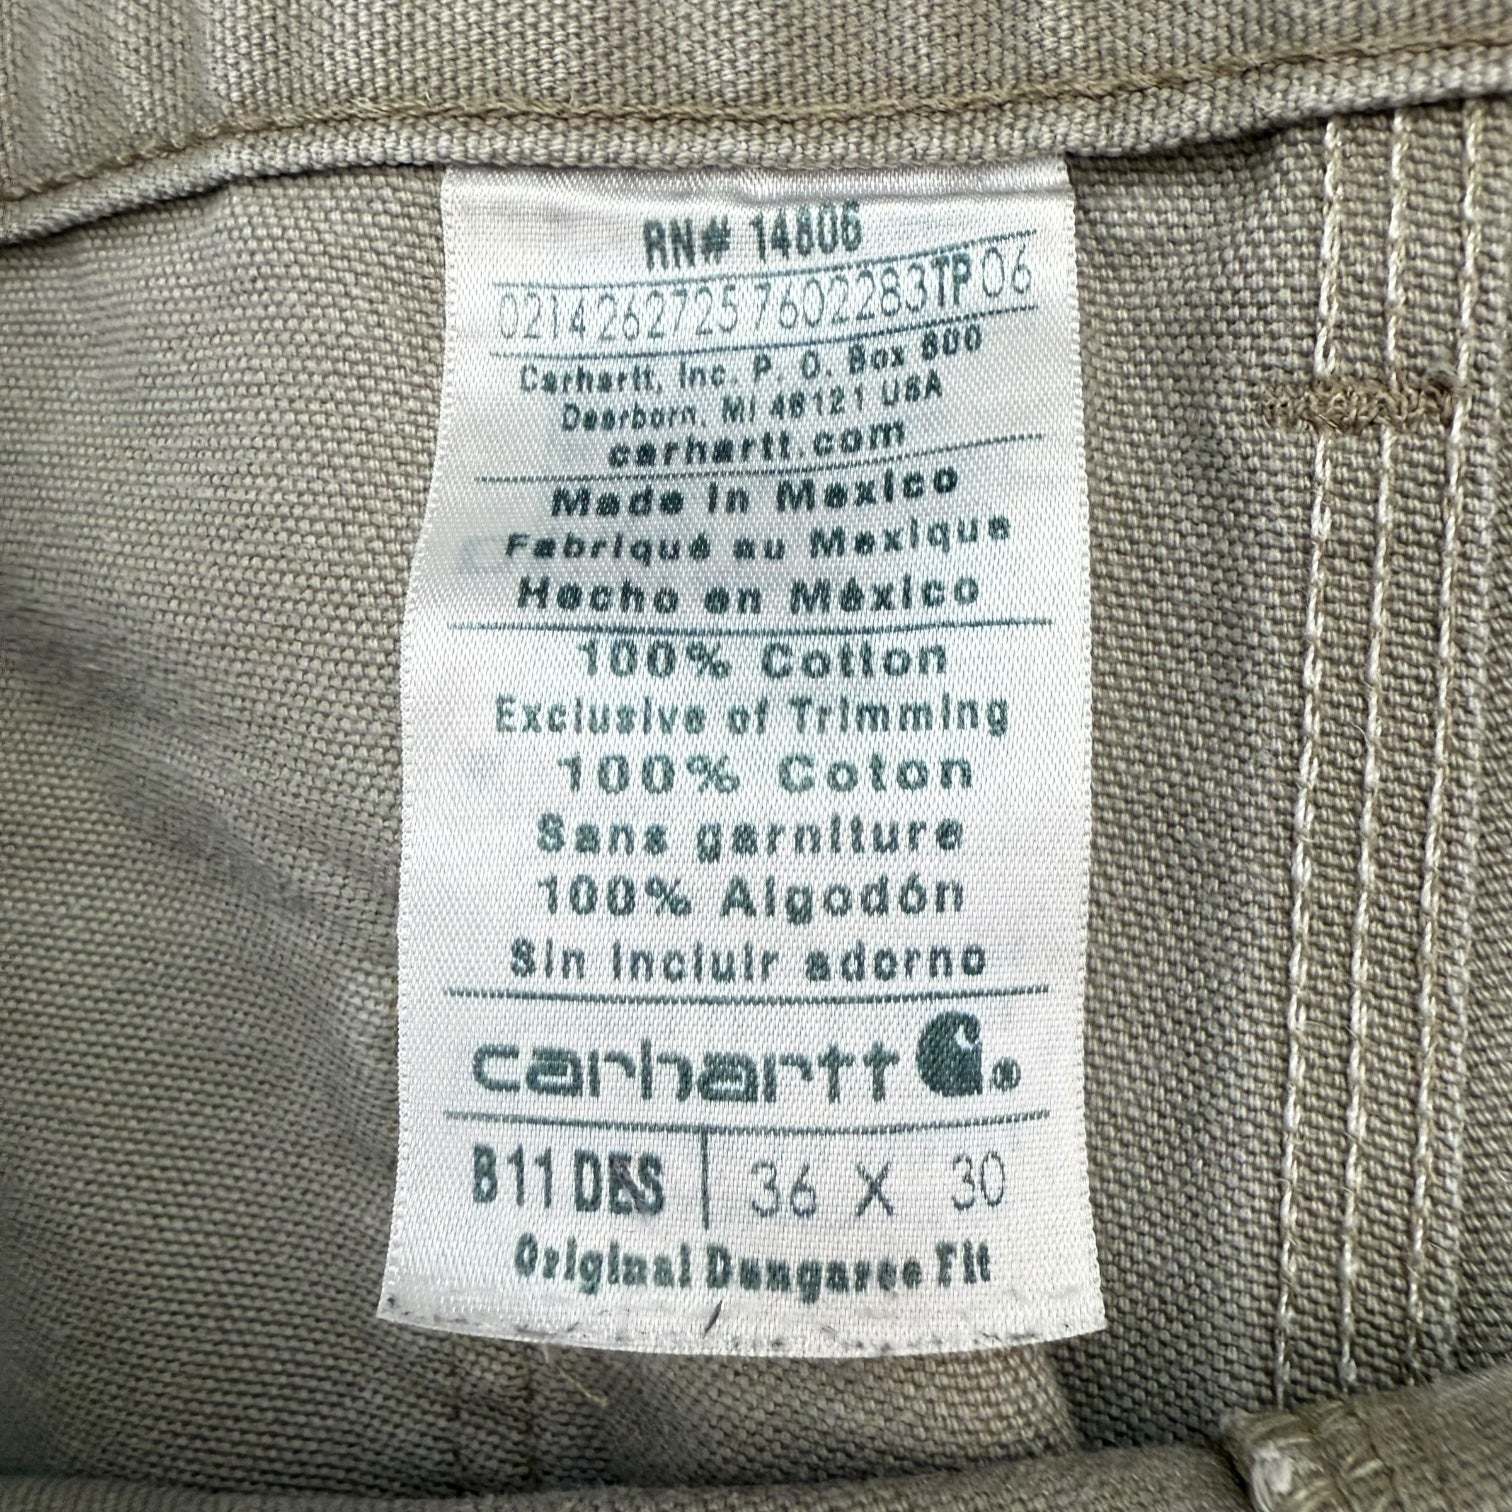 RN# 14806
0214262725 7602283TP06
Carhartt, Inc. P. O. Box 600
Dearborn, MI 48121 USA
carhartt.com
Made in Mexico
Fabriqué au Mexique
Hecho en México
100% Cotton
Exclusive of Trimming
100% Coton
Sans garniture
100% Algodón
Sin incluir adorno
carhartt ®
B11 DES | 36 X 30
Original Dungaree Fit